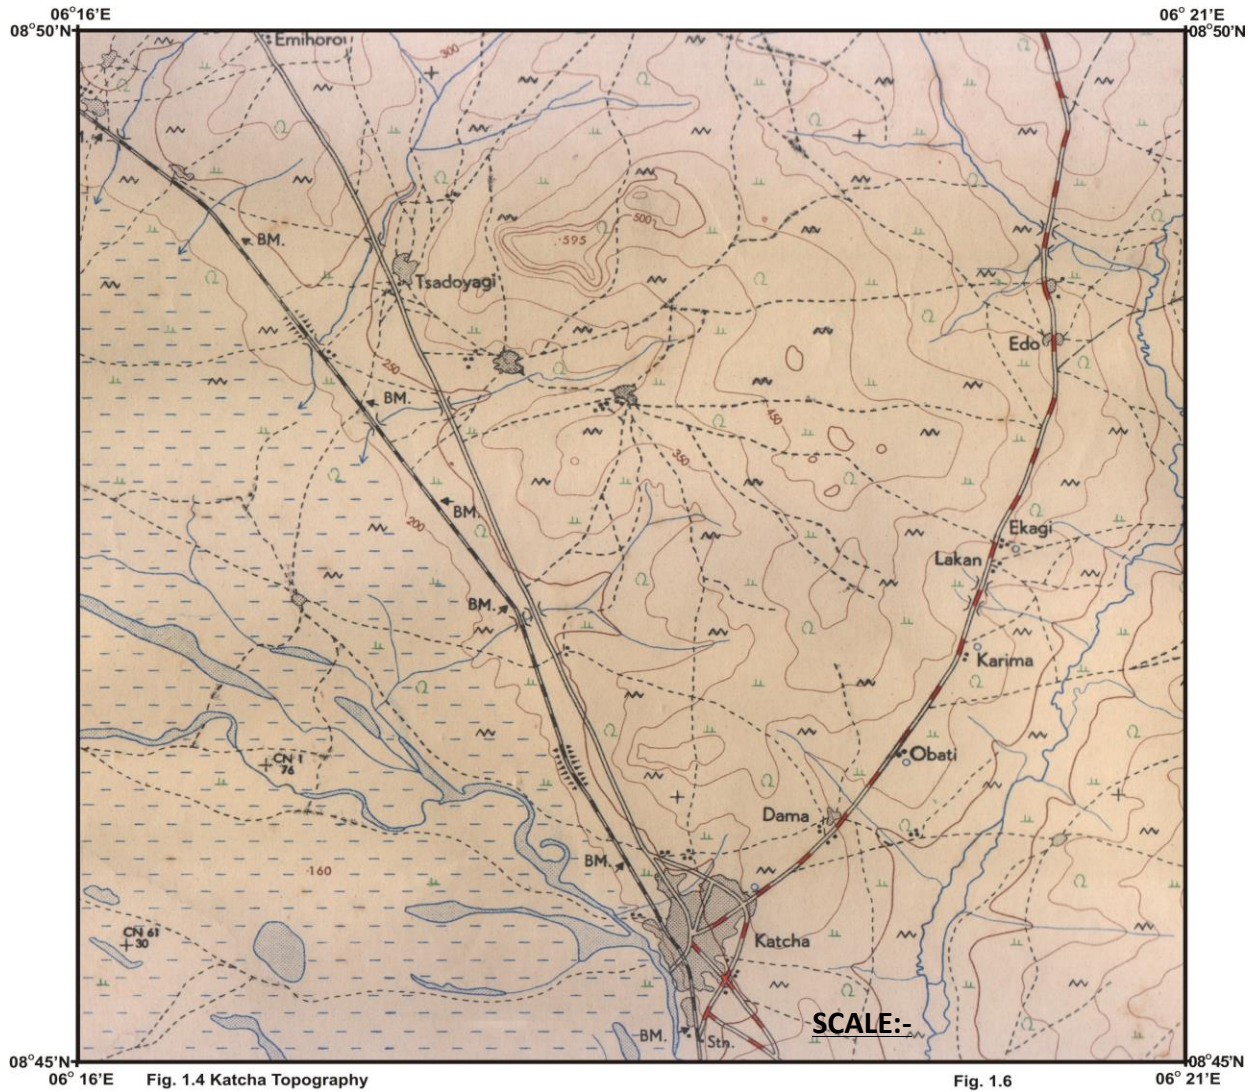 06°16'E
06° 21'E
08°50'N
08°50'N
Emihoro
300
500
·595
BM.
Tsadoyagi
Edo
250
BM.
450
350
BM.
200
Ekagi
Lakan
BM.
Karima
Obati
CN 1
76
Dama
BM.
·160
CN 61
30
Katcha
SCALE:-
BM.
Stn.
08°45'N
08°45'N
06° 16'E
Fig. 1.4 Katcha Topography
Fig. 1.6
06° 21'E